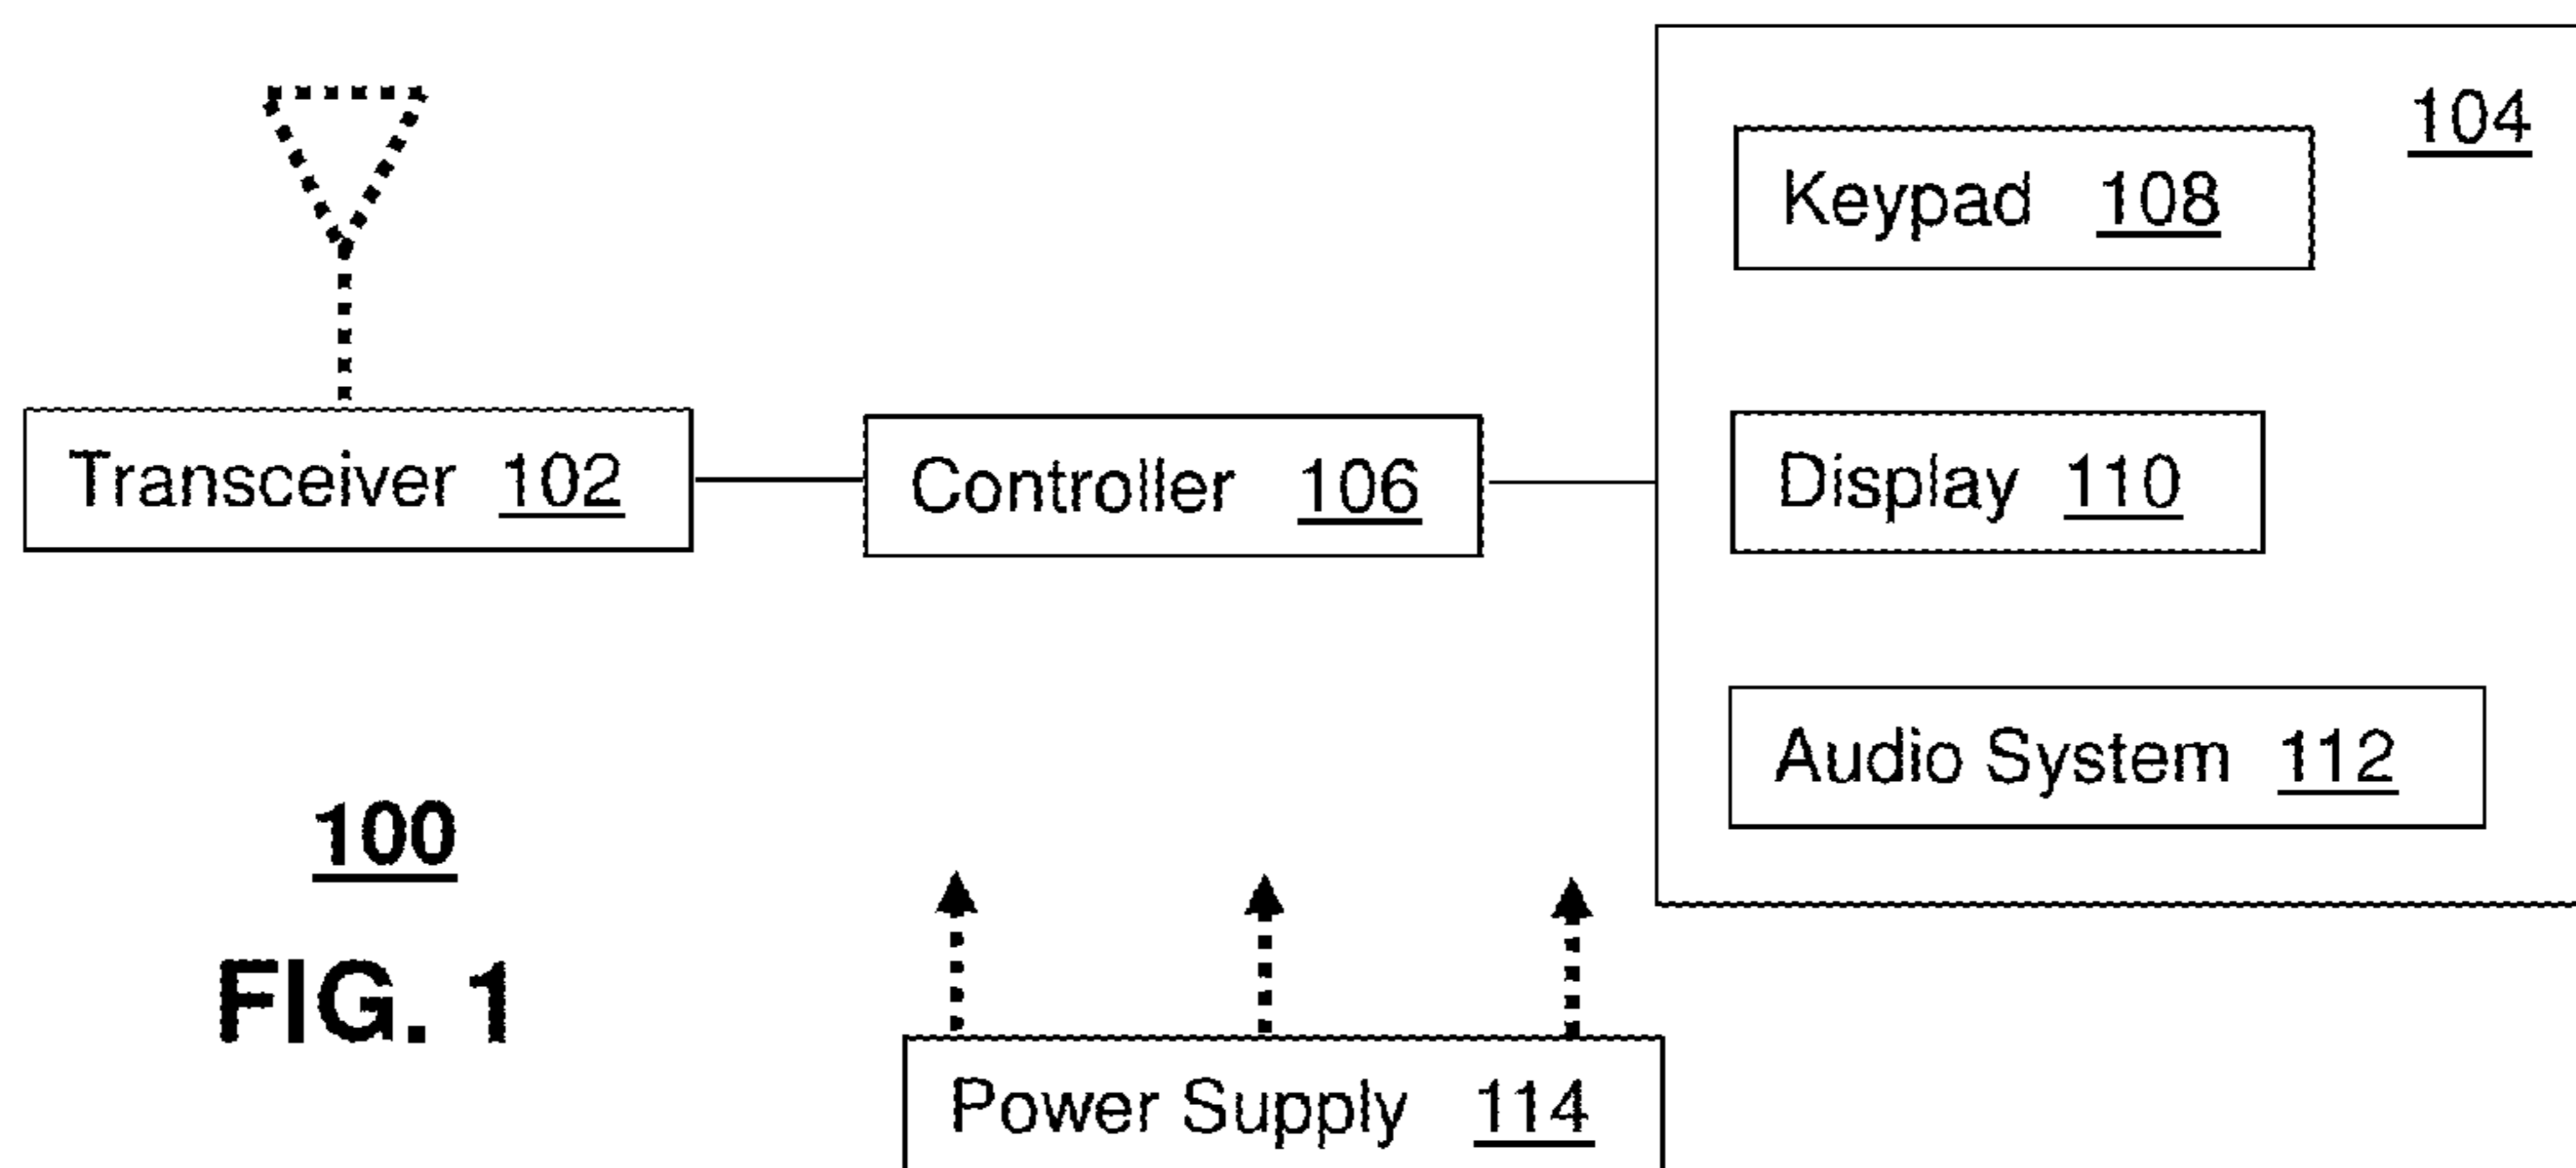 104
Keypad 108
Transceiver 102
Controller 106
Display 110
Audio System 112
100
FIG. 1
Power Supply 114